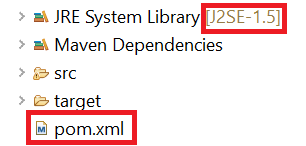 JRE System Library [J2SE-1.5]
Maven Dependencies
src
target
pom.xml